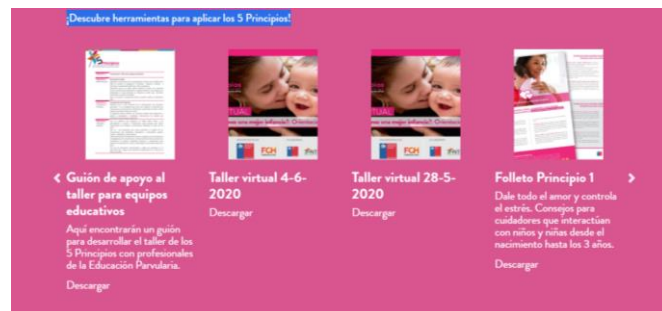 ¡Descubre herramientas para aplicar los 5 Principios!
Guión de apoyo al
taller para equipos
educativos
Aquí encontrarán un guión
para desarrollar el taller de los
5 Principios con profesionales
de la Educación Parvularia.
Descargar
Taller virtual 4-6-
2020
Descargar
Taller virtual 28-5-
2020
Descargar
Folleto Principio 1
Dale todo el amor y controla
el estrés. Consejos para
cuidadores que interactúan
con niños y niñas desde el
nacimiento hasta los 3 años.
Descargar